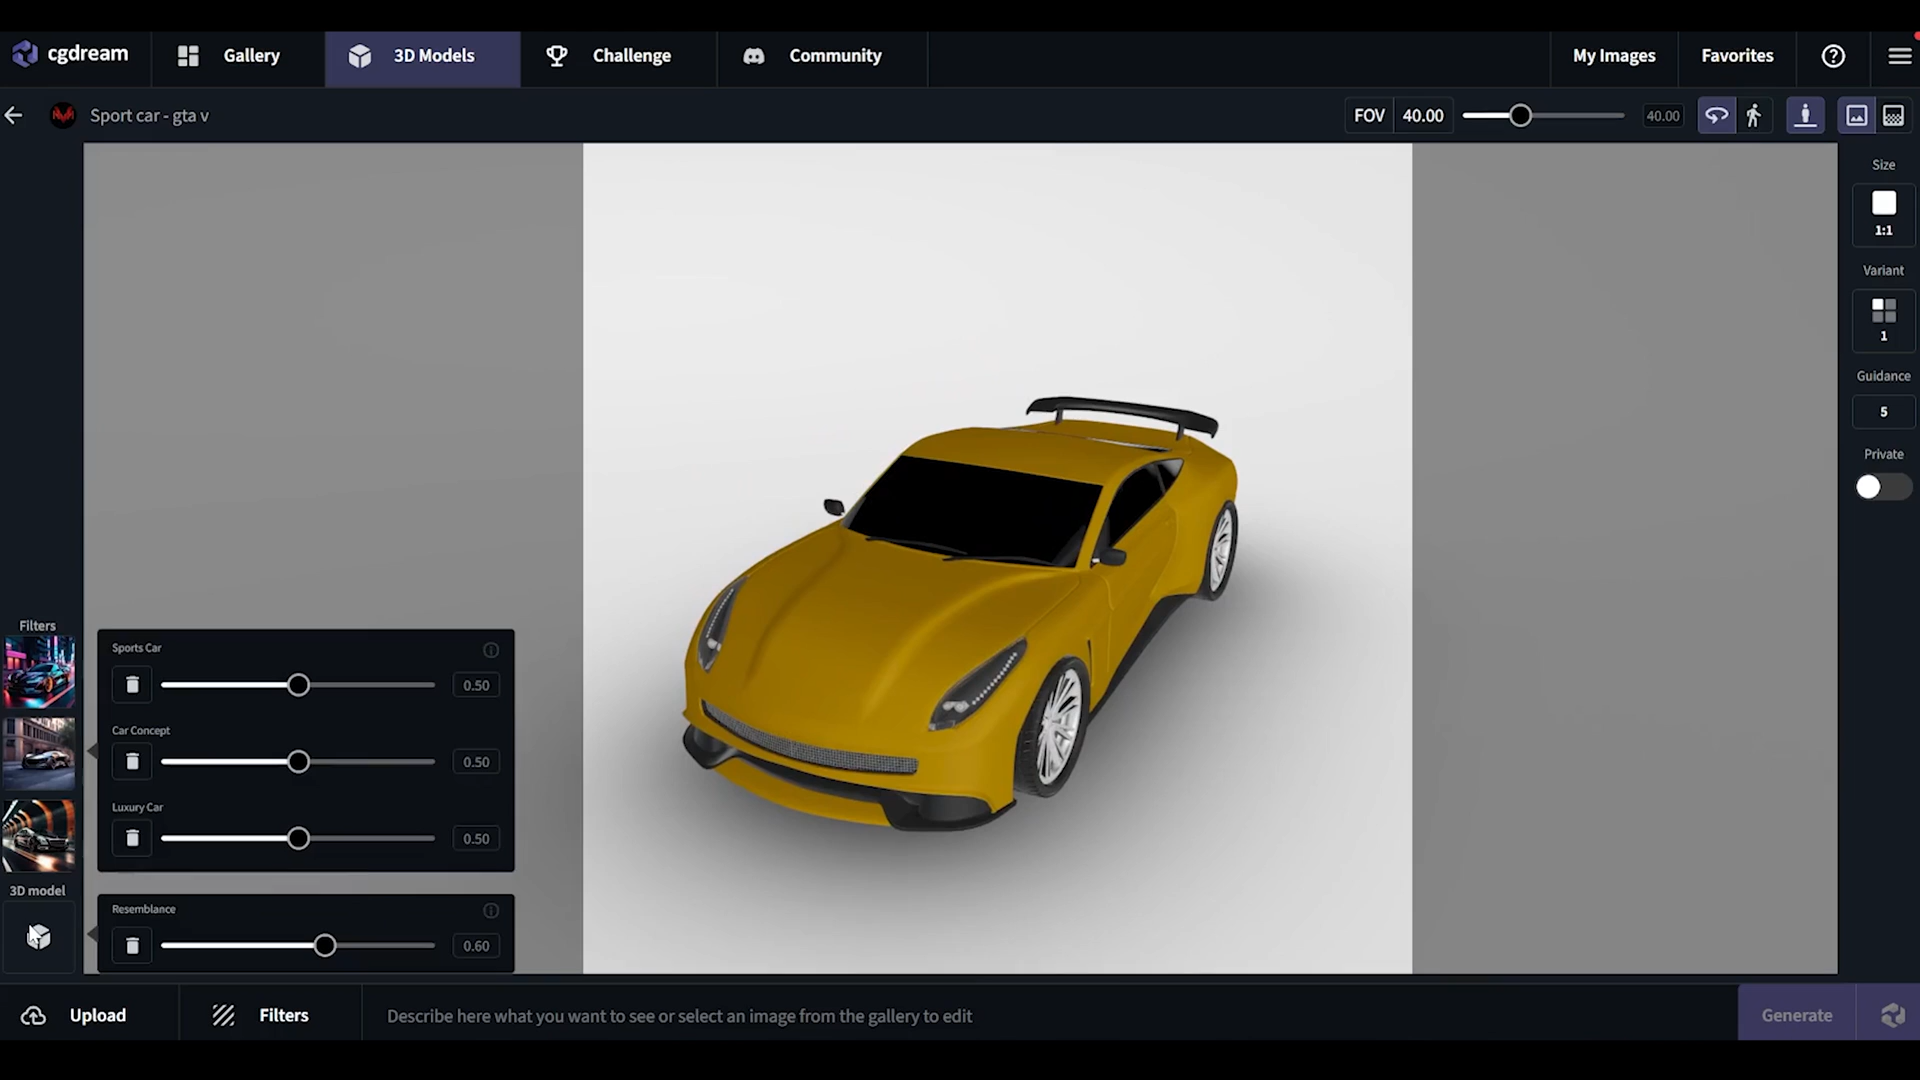 cgdream
Gallery
3D Models
Challenge
Community
My Images
Favorites
Sport car - gta v
FOV 40.00
40.00
Size
1:1
Variant
1
Guidance
5
Private
Filters
Sports Car
0.50
Car Concept
0.50
Luxury Car
0.50
3D model
Resemblance
0.60
Upload
Filters
Describe here what you want to see or select an image from the gallery to edit
Generate